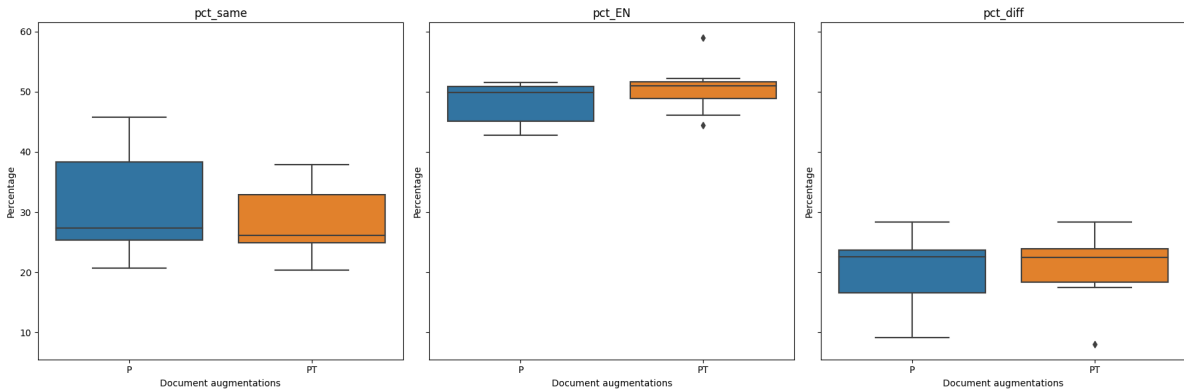 pct_same
pct_EN
pct_diff
60
50
40
30
20
10
Percentage
Percentage
Percentage
P
PT
P
PT
P
PT
Document augmentations
Document augmentations
Document augmentations